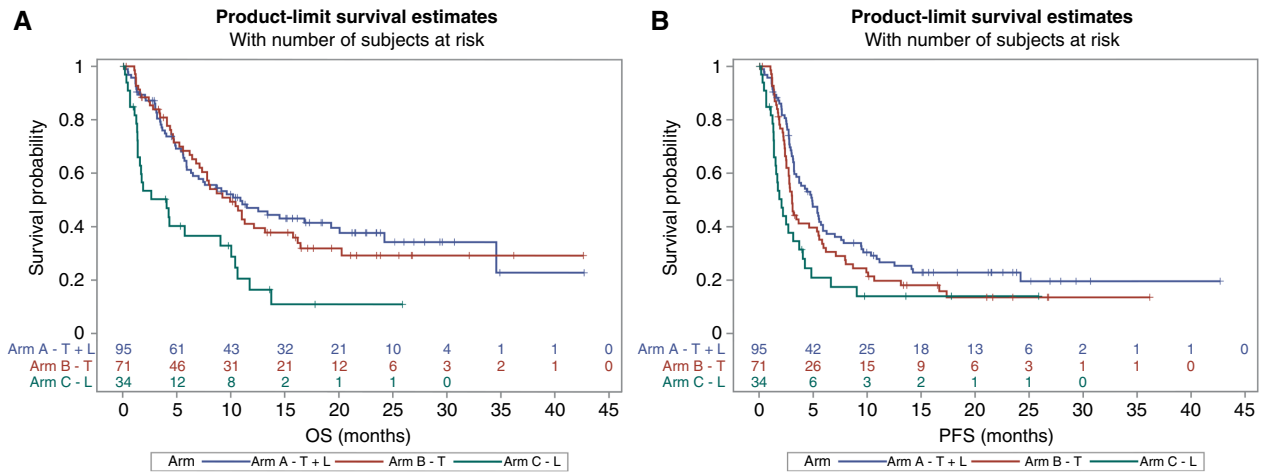 A
Product-limit survival estimates
With number of subjects at risk
Survival probability
1
0.8
0.6
0.4
0.2
0
Arm A - T + L 95 61 43 32 21 10 4 1 1 0
Arm B - T 71 46 31 21 12 6 3 2 1 0
Arm C - L 34 12 8 2 1 1 0
0 5 10 15 20 25 30 35 40 45
OS (months)
Arm Arm A - T + L Arm B - T Arm C - L
B
Product-limit survival estimates
With number of subjects at risk
Survival probability
1
0.8
0.6
0.4
0.2
0
Arm A - T + L 95 42 25 18 13 6 2 1 1 0
Arm B - T 71 26 15 9 6 3 1 1 0
Arm C - L 34 6 3 2 1 1 0
0 5 10 15 20 25 30 35 40 45
PFS (months)
Arm Arm A - T + L Arm B - T Arm C - L